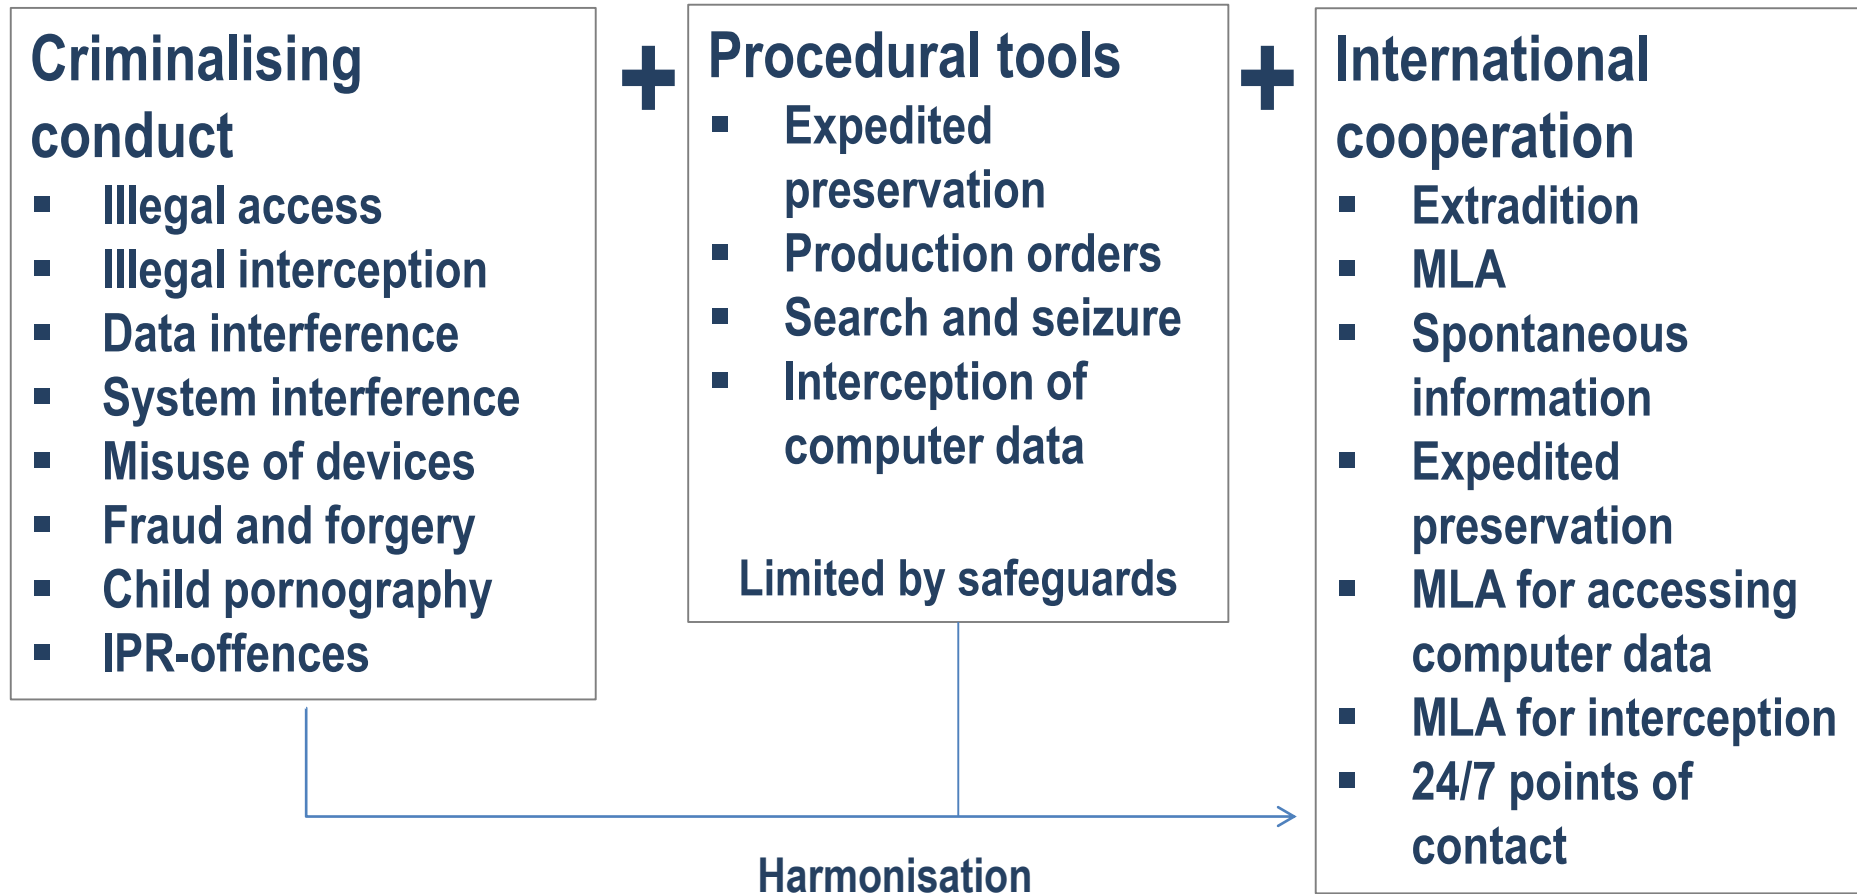 Criminalising
conduct
▪ Illegal access
▪ Illegal interception
▪ Data interference
▪ System interference
▪ Misuse of devices
▪ Fraud and forgery
▪ Child pornography
▪ IPR-offences
+
Procedural tools
▪ Expedited
preservation
▪ Production orders
▪ Search and seizure
▪ Interception of
computer data
Limited by safeguards
+
International
cooperation
▪ Extradition
▪ MLA
▪ Spontaneous
information
▪ Expedited
preservation
▪ MLA for accessing
computer data
▪ MLA for interception
▪ 24/7 points of
contact
Harmonisation